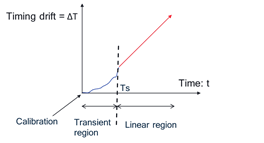 Timing drift = ΔT
Ts
Time: t
Calibration
Transient
region
Linear region